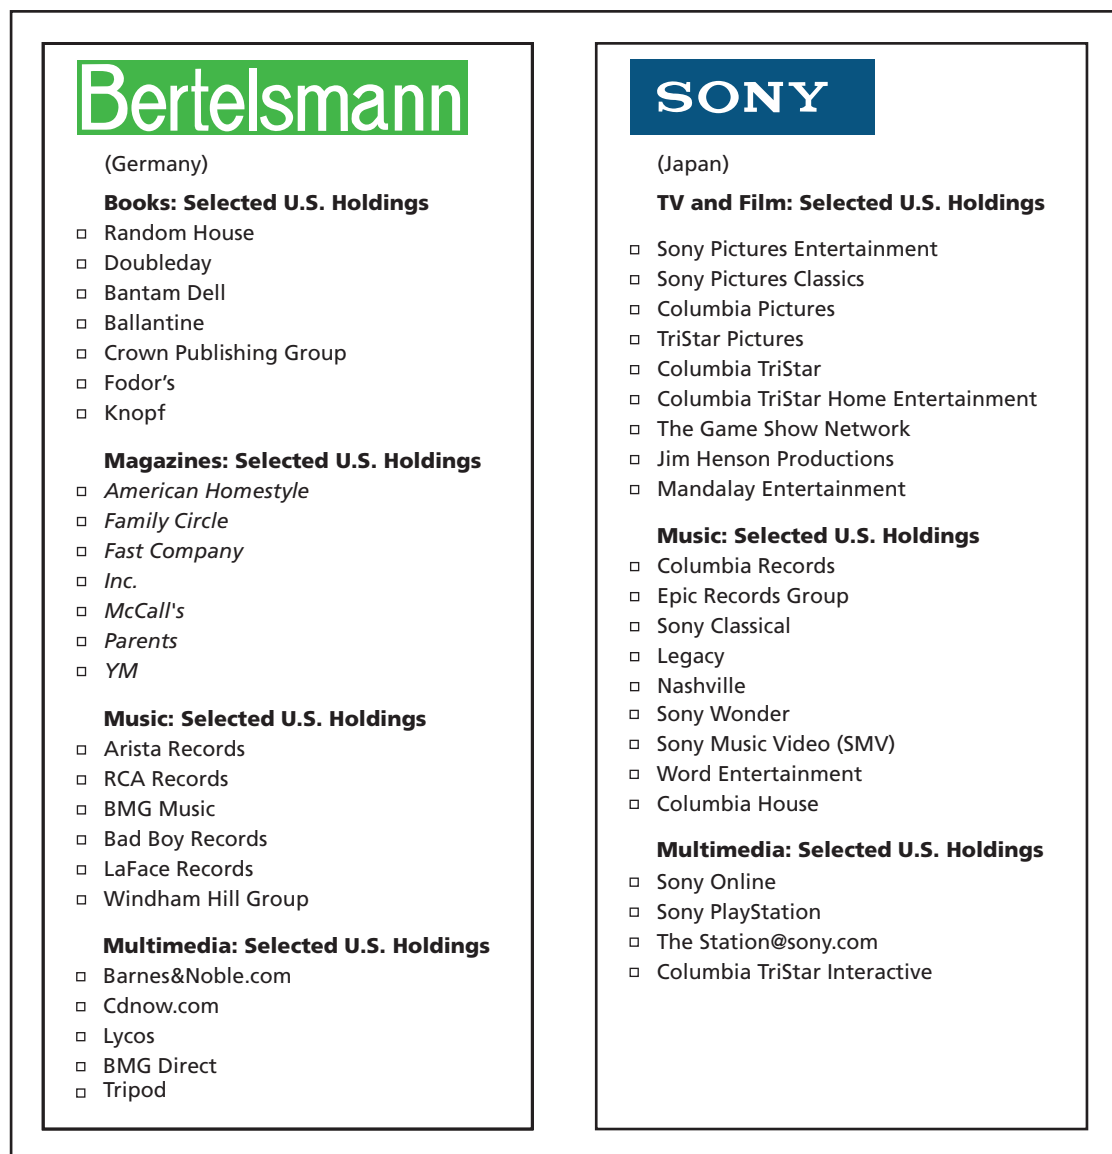 Bertelsmann
(Germany)
Books: Selected U.S. Holdings
Random House
Doubleday
Bantam Dell
Ballantine
Crown Publishing Group
Fodor’s
Knopf
Magazines: Selected U.S. Holdings
American Homestyle
Family Circle
Fast Company
Inc.
McCall's
Parents
YM
Music: Selected U.S. Holdings
Arista Records
RCA Records
BMG Music
Bad Boy Records
LaFace Records
Windham Hill Group
Multimedia: Selected U.S. Holdings
Barnes&Noble.com
Cdnow.com
Lycos
BMG Direct
Tripod
SONY
(Japan)
TV and Film: Selected U.S. Holdings
Sony Pictures Entertainment
Sony Pictures Classics
Columbia Pictures
TriStar Pictures
Columbia TriStar
Columbia TriStar Home Entertainment
The Game Show Network
Jim Henson Productions
Mandalay Entertainment
Music: Selected U.S. Holdings
Columbia Records
Epic Records Group
Sony Classical
Legacy
Nashville
Sony Wonder
Sony Music Video (SMV)
Word Entertainment
Columbia House
Multimedia: Selected U.S. Holdings
Sony Online
Sony PlayStation
The Station@sony.com
Columbia TriStar Interactive